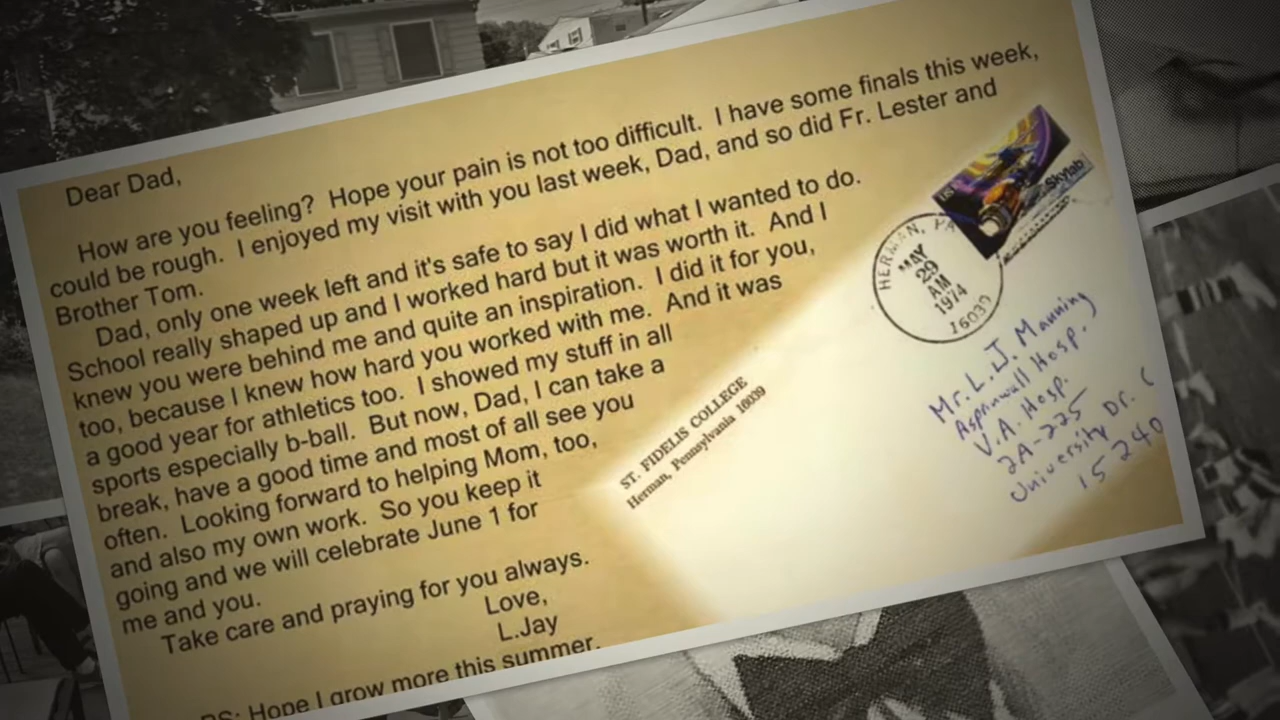 Dear Dad,
How are you feeling? Hope your pain is not too difficult. I have some finals this week,
could be rough. I enjoyed my visit with you last week, Dad, and so did Fr. Lester and
Brother Tom.
Dad, only one week left and it's safe to say I did what I wanted to do.
School really shaped up and I worked hard but it was worth it. And I
knew you were behind me and quite an inspiration. I did it for you,
too, because I knew how hard you worked with me. And it was
a good year for athletics too. I showed my stuff in all
sports especially b-ball. But now, Dad, I can take a
break, have a good time and most of all see you
often. Looking forward to helping Mom, too,
and also my own work. So you keep it
going and we will celebrate June 1 for
me and you.
Take care and praying for you always.
Love,
L.Jay
PS: Hope I grow more this summer.
Skylab
HERMAN, PA
MAY
29
AM
1974
16039
ST. FIDELIS COLLEGE
Herman, Pennsylvania 16039
Mr. L. J. Manning
Aspinwall Hosp.
V.A. Hosp.
2A-225
University Dr. C
15240